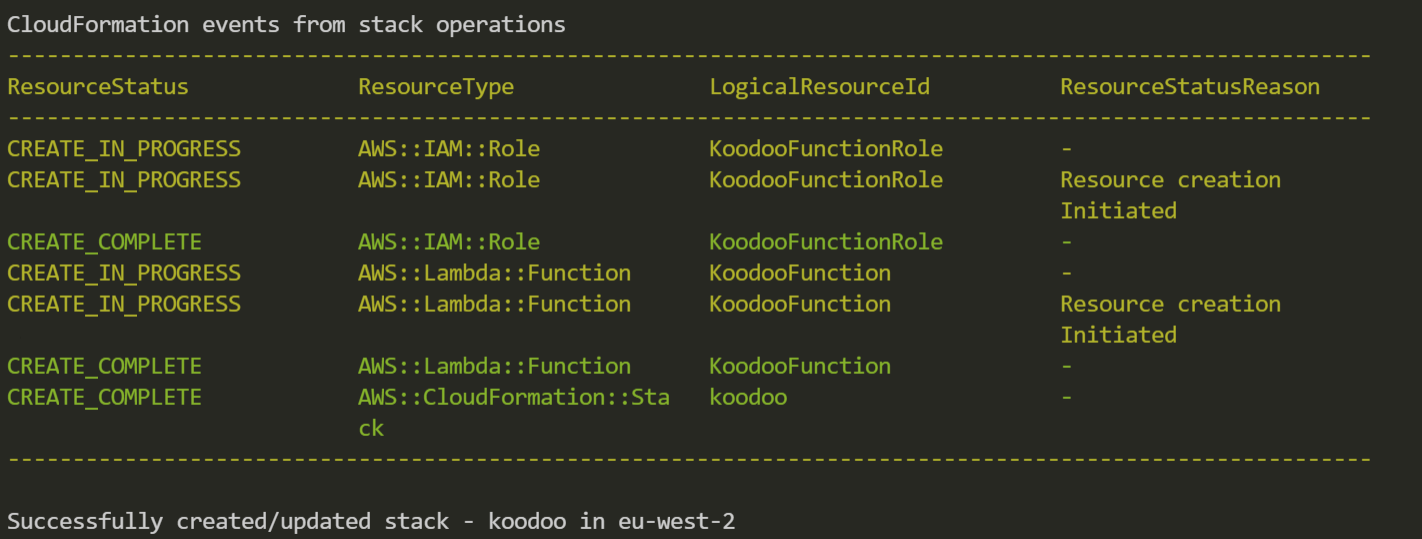 CloudFormation events from stack operations
---------------------------------------------------------------------------------------------------------
ResourceStatus ResourceType LogicalResourceId ResourceStatusReason
---------------------------------------------------------------------------------------------------------
CREATE_IN_PROGRESS AWS::IAM::Role KoodooFunctionRole -
CREATE_IN_PROGRESS AWS::IAM::Role KoodooFunctionRole Resource creation
Initiated
CREATE_COMPLETE AWS::IAM::Role KoodooFunctionRole -
CREATE_IN_PROGRESS AWS::Lambda::Function KoodooFunction -
CREATE_IN_PROGRESS AWS::Lambda::Function KoodooFunction Resource creation
Initiated
CREATE_COMPLETE AWS::Lambda::Function KoodooFunction -
CREATE_COMPLETE AWS::CloudFormation::Sta koodoo -
ck
---------------------------------------------------------------------------------------------------------
Successfully created/updated stack - koodoo in eu-west-2